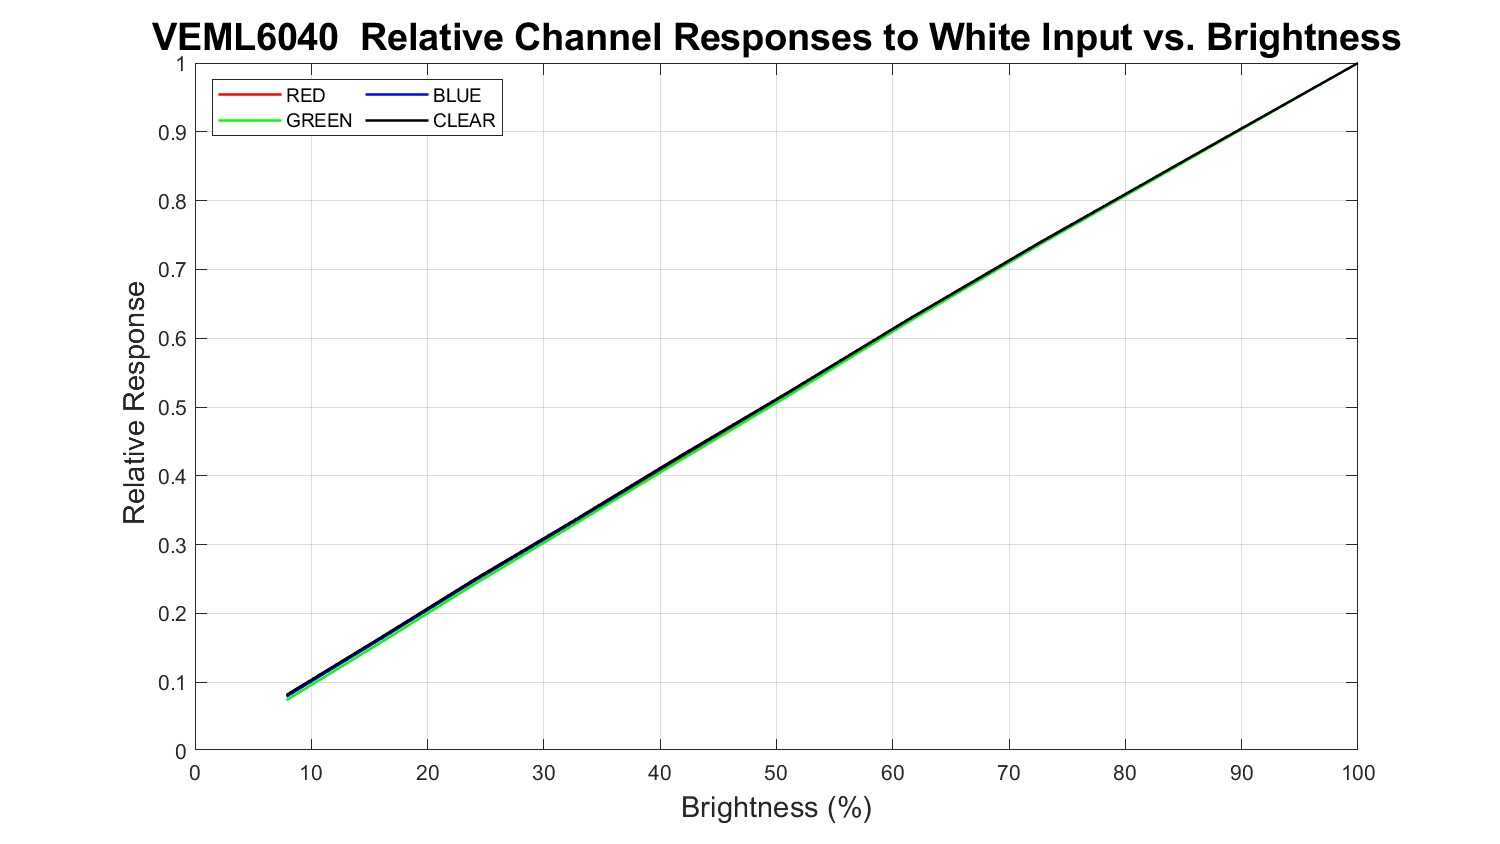 VEML6040  Relative Channel Responses to White Input vs. Brightness
RED BLUE
GREEN CLEAR
1
0.9
0.8
0.7
0.6
0.5
0.4
0.3
0.2
0.1
0
Relative Response
0 10 20 30 40 50 60 70 80 90 100
Brightness (%)